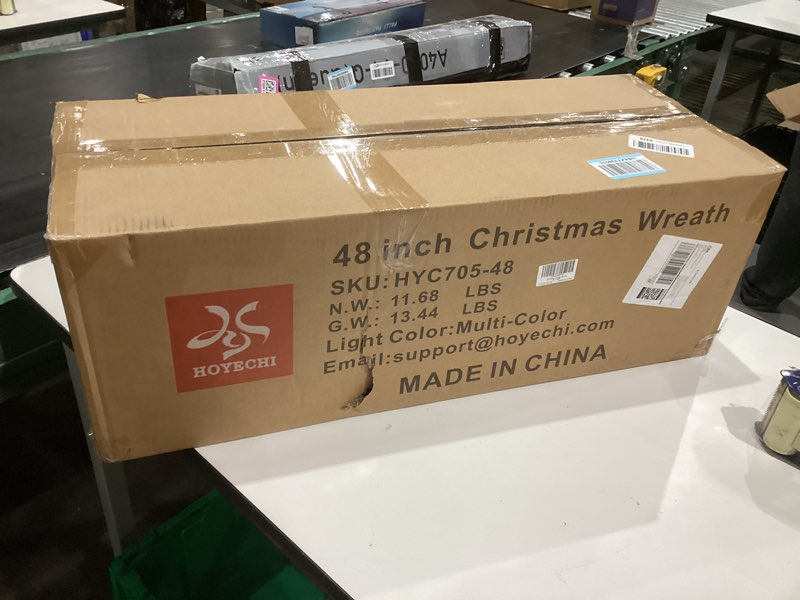 48 inch Christmas Wreath
SKU: HYC705-48
N.W.: 11.68 LBS
G.W.: 13.44 LBS
Light Color:Multi-Color
Email:support@hoyechi.com
MADE IN CHINA
HOYECHI